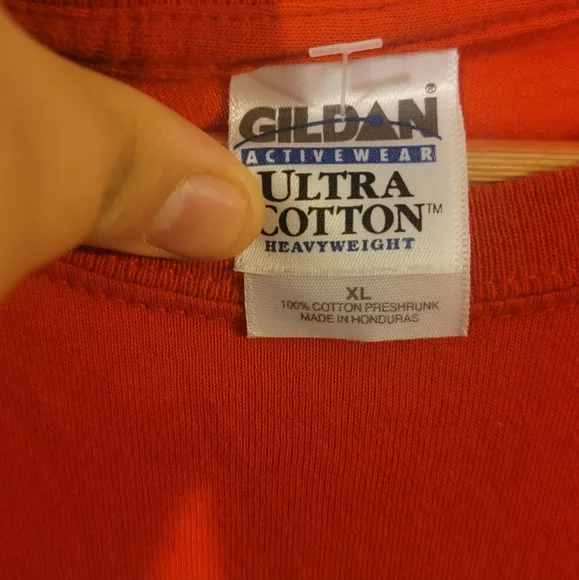 GILDAN®
ACTIVEWEAR
ULTRA
COTTON™
HEAVYWEIGHT
XL
100% COTTON PRESHRUNK
MADE IN HONDURAS